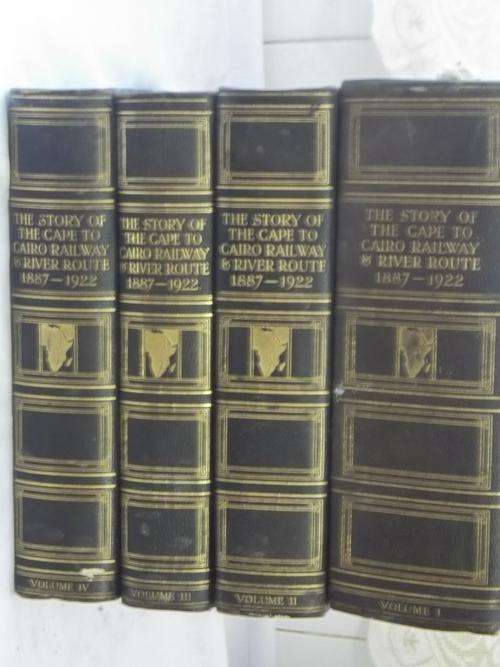 THE STORY OF
THE CAPE TO
CAIRO RAILWAY
& RIVER ROUTE
1887—1922
VOLUME IV
THE STORY OF
THE CAPE TO
CAIRO RAILWAY
& RIVER ROUTE
1887—1922
VOLUME III
THE STORY OF
THE CAPE TO
CAIRO RAILWAY
& RIVER ROUTE
1887—1922
VOLUME II
THE STORY OF
THE CAPE TO
CAIRO RAILWAY
& RIVER ROUTE
1887—1922
VOLUME I